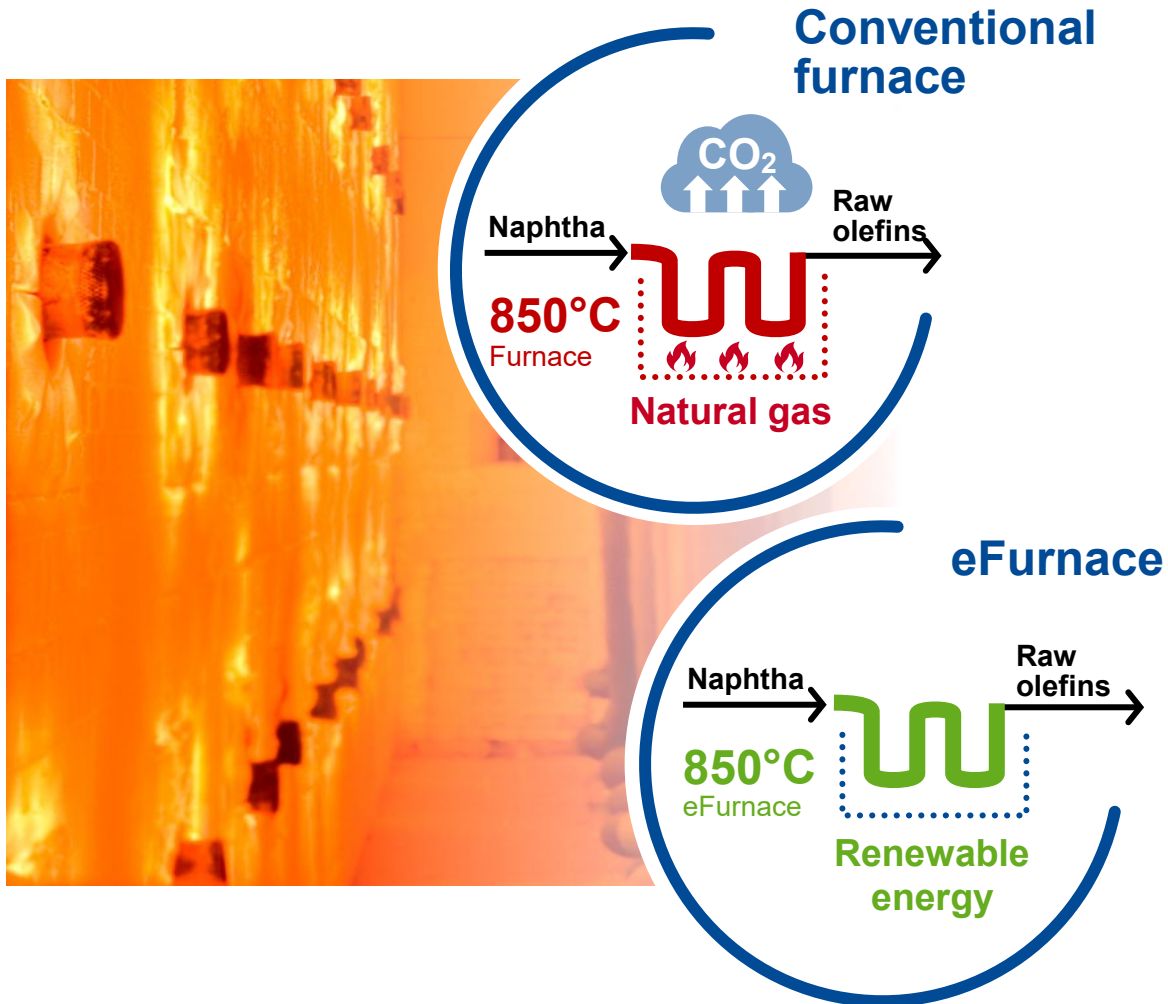 Conventional
furnace
CO₂
Naphtha
Raw
olefins
850°C
Furnace
Natural gas
eFurnace
Naphtha
Raw
olefins
850°C
eFurnace
Renewable
energy